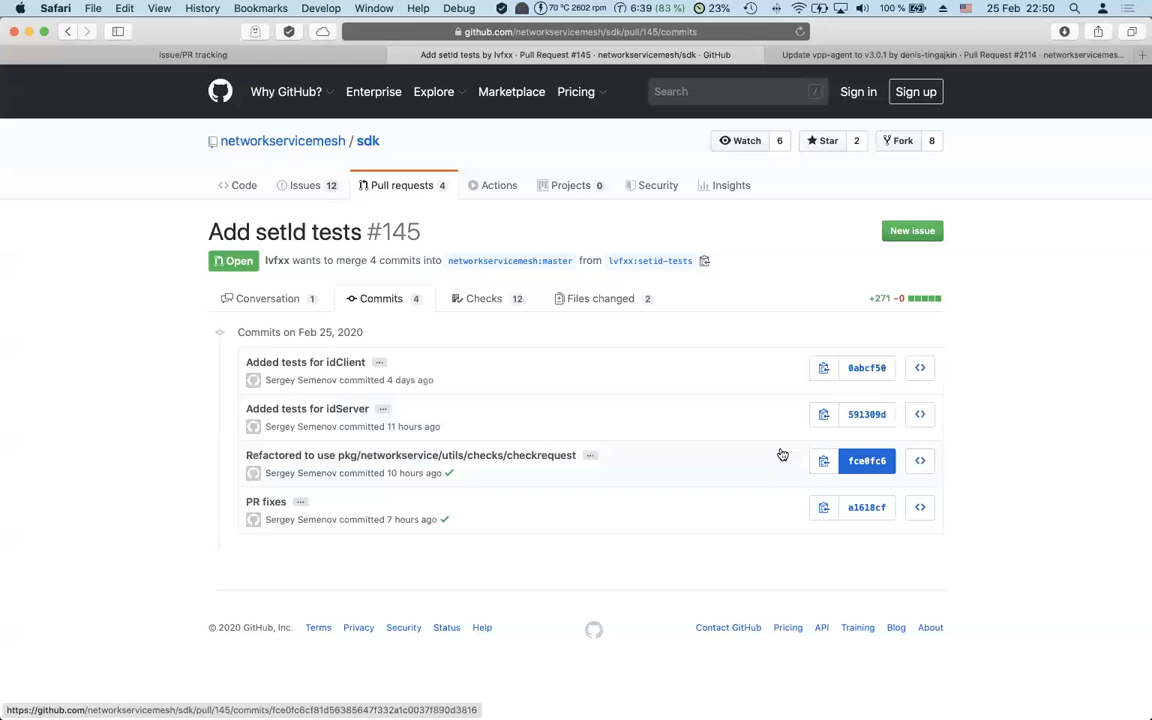 Safari File Edit View History Bookmarks Develop Window Help Debug 70 °C 2602 rpm 6:39 (83 %) 23% 100 % 25 Feb 22:50
github.com/networkservicemesh/sdk/pull/145/commits
Issue/PR tracking
Add setId tests by lvfxx · Pull Request #145 · networkservicemesh/sdk · GitHub
Update vpp-agent to v3.0.1 by denis-tingajkin · Pull Request #2114 · networkservicemes...
Why GitHub? Enterprise Explore Marketplace Pricing Search / Sign in Sign up
networkservicemesh / sdk Watch 6 Star 2 Fork 8
Code Issues 12 Pull requests 4 Actions Projects 0 Security Insights
Add setId tests #145 New issue
Open lvfxx wants to merge 4 commits into networkservicemesh:master from lvfxx:setid-tests
Conversation 1 Commits 4 Checks 12 Files changed 2 +271 −0
Commits on Feb 25, 2020
Added tests for idClient ...
Sergey Semenov committed 4 days ago 0abcf50
Added tests for idServer ...
Sergey Semenov committed 11 hours ago 591309d
Refactored to use pkg/networkservice/utils/checks/checkrequest ...
Sergey Semenov committed 10 hours ago fce0fc6
PR fixes ...
Sergey Semenov committed 7 hours ago a1618cf
© 2020 GitHub, Inc. Terms Privacy Security Status Help Contact GitHub Pricing API Training Blog About
https://github.com/networkservicemesh/sdk/pull/145/commits/fce0fc6cf81d56385647f332a1c0037f890d3816